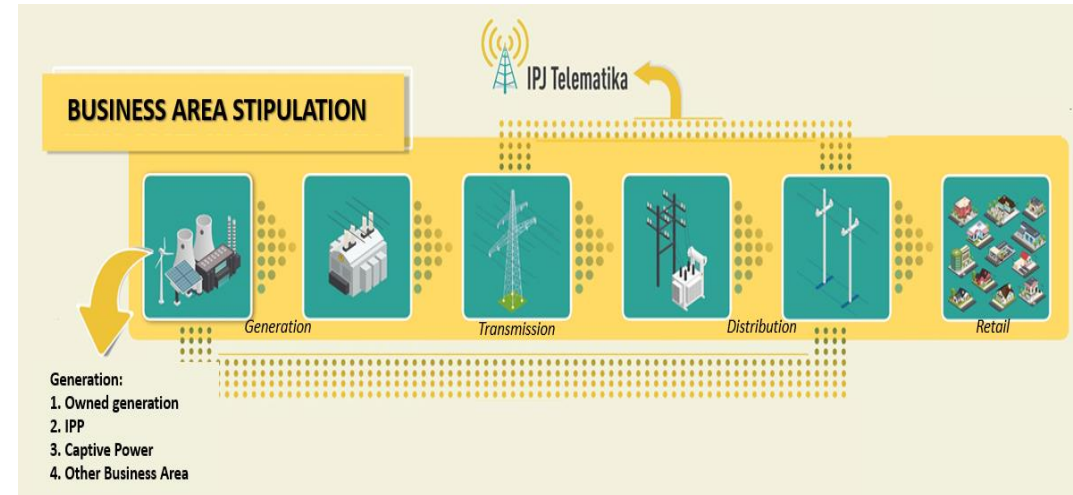 IPJ Telematika
BUSINESS AREA STIPULATION
Generation
Transmission
Distribution
Retail
Generation:
1. Owned generation
2. IPP
3. Captive Power
4. Other Business Area